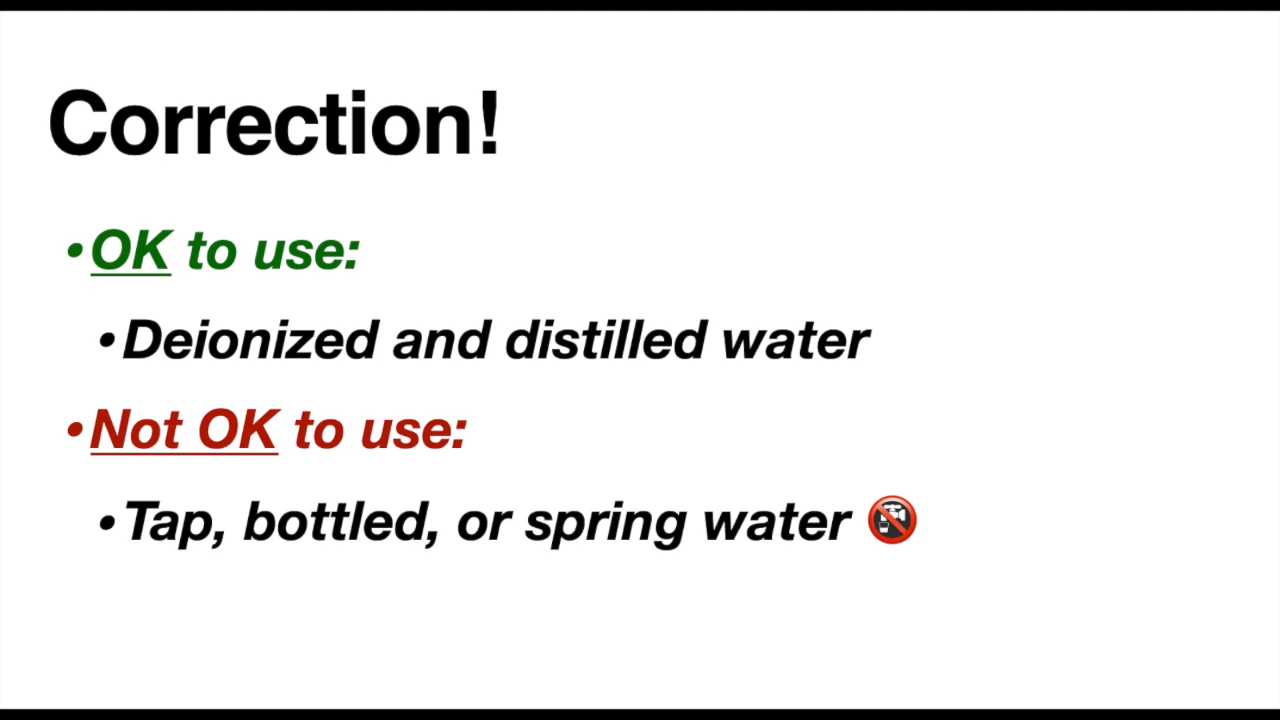 Correction!
•OK to use:
•Deionized and distilled water
•Not OK to use:
•Tap, bottled, or spring water 🚱